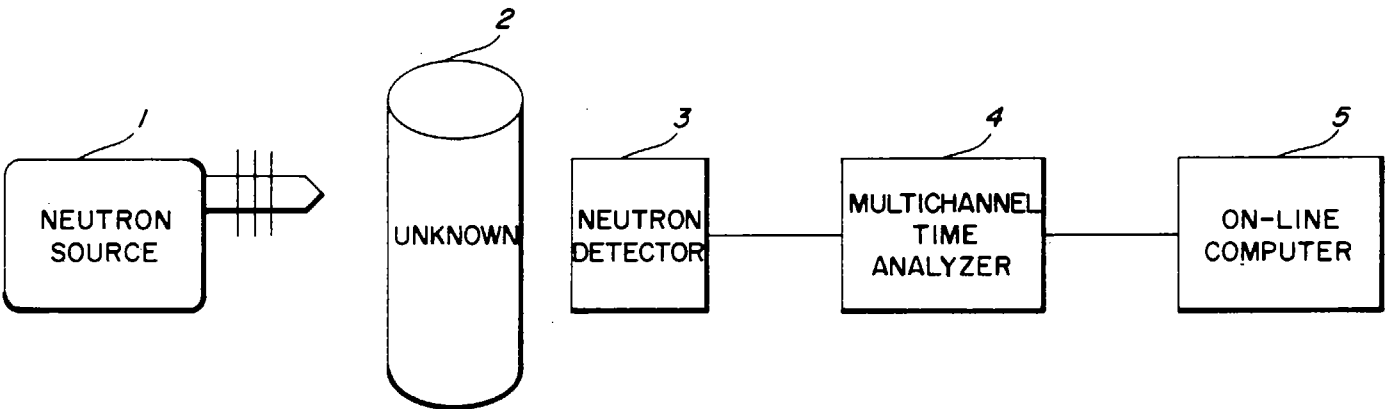 1
2
3
4
5
NEUTRON
SOURCE
UNKNOWN
NEUTRON
DETECTOR
MULTICHANNEL
TIME
ANALYZER
ON-LINE
COMPUTER